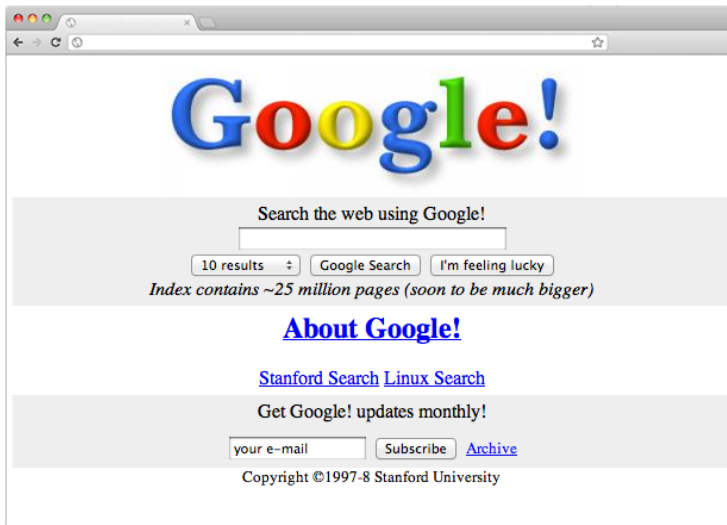 Google!
Search the web using Google!
10 results Google Search I'm feeling lucky
Index contains ~25 million pages (soon to be much bigger)
About Google!
Stanford Search Linux Search
Get Google! updates monthly!
your e-mail Subscribe Archive
Copyright ©1997-8 Stanford University